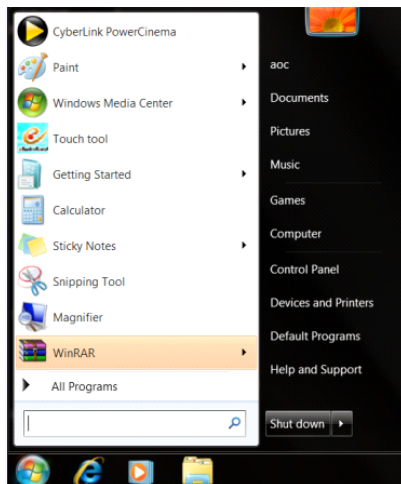 CyberLink PowerCinema
Paint
Windows Media Center
Touch tool
Getting Started
Calculator
Sticky Notes
Snipping Tool
Magnifier
WinRAR
All Programs
aoc
Documents
Pictures
Music
Games
Computer
Control Panel
Devices and Printers
Default Programs
Help and Support
Shut down